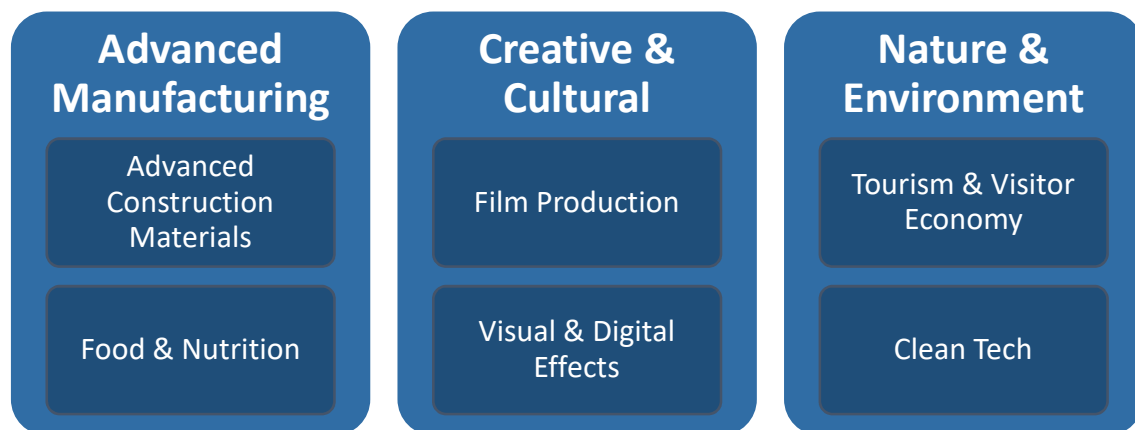 Advanced
Manufacturing
Advanced
Construction
Materials
Food & Nutrition
Creative &
Cultural
Film Production
Visual & Digital
Effects
Nature &
Environment
Tourism & Visitor
Economy
Clean Tech